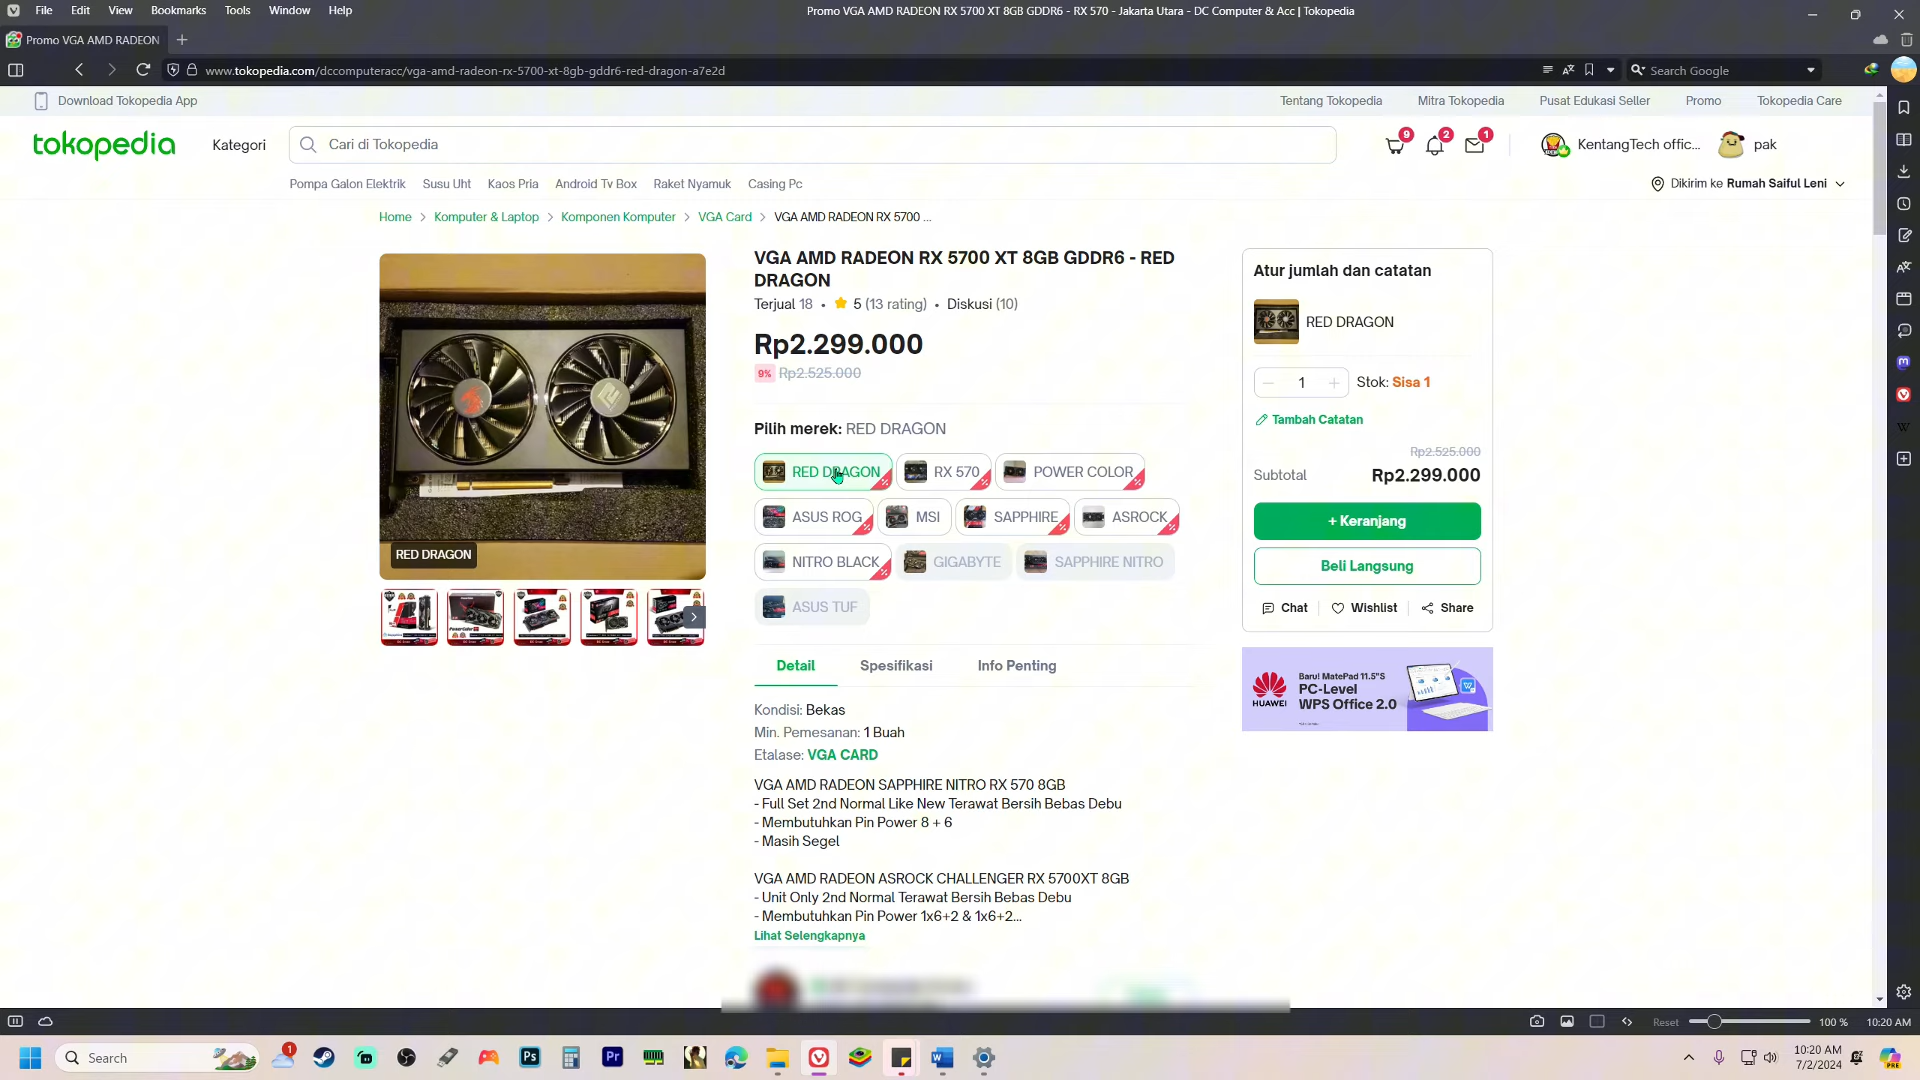 File Edit View Bookmarks Tools Window Help
Promo VGA AMD RADEON RX 5700 XT 8GB GDDR6 - RX 570 - Jakarta Utara - DC Computer & Acc | Tokopedia
Promo VGA AMD RADEON
www.tokopedia.com/dccomputeracc/vga-amd-radeon-rx-5700-xt-8gb-gddr6-red-dragon-a7e2d
Search Google
Download Tokopedia App
Tentang Tokopedia Mitra Tokopedia Pusat Edukasi Seller Promo Tokopedia Care
tokopedia Kategori Cari di Tokopedia 9 2 1 KentangTech offic... pak
Pompa Galon Elektrik Susu Uht Kaos Pria Android Tv Box Raket Nyamuk Casing Pc
Dikirim ke Rumah Saiful Leni
Home > Komputer & Laptop > Komponen Komputer > VGA Card > VGA AMD RADEON RX 5700 ...
RED DRAGON
VGA AMD RADEON RX 5700 XT 8GB GDDR6 - RED
DRAGON
Terjual 18 • 5 (13 rating) • Diskusi (10)
Rp2.299.000
9% Rp2.525.000
Pilih merek: RED DRAGON
RED DRAGON RX 570 POWER COLOR
ASUS ROG MSI SAPPHIRE ASROCK
NITRO BLACK GIGABYTE SAPPHIRE NITRO
ASUS TUF
Detail Spesifikasi Info Penting
Kondisi: Bekas
Min. Pemesanan: 1 Buah
Etalase: VGA CARD
VGA AMD RADEON SAPPHIRE NITRO RX 570 8GB
- Full Set 2nd Normal Like New Terawat Bersih Bebas Debu
- Membutuhkan Pin Power 8 + 6
- Masih Segel
VGA AMD RADEON ASROCK CHALLENGER RX 5700XT 8GB
- Unit Only 2nd Normal Terawat Bersih Bebas Debu
- Membutuhkan Pin Power 1x6+2 & 1x6+2...
Lihat Selengkapnya
Atur jumlah dan catatan
RED DRAGON
1 Stok: Sisa 1
Tambah Catatan
Rp2.525.000
Subtotal Rp2.299.000
+ Keranjang
Beli Langsung
Chat Wishlist Share
HUAWEI
Baru! MatePad 11.5"S
PC-Level
WPS Office 2.0
Reset 100 % 10:20 AM
Search
1
Ps
Pr
10:20 AM
7/2/2024